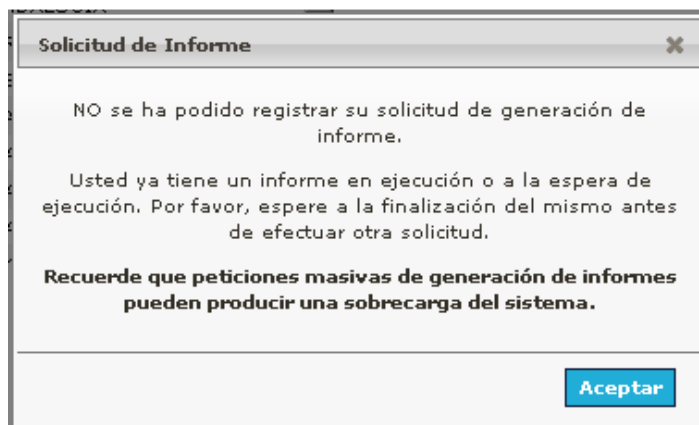 Solicitud de Informe
NO se ha podido registrar su solicitud de generación de
informe.
Usted ya tiene un informe en ejecución o a la espera de
ejecución. Por favor, espere a la finalización del mismo antes
de efectuar otra solicitud.
Recuerde que peticiones masivas de generación de informes
pueden producir una sobrecarga del sistema.
Aceptar